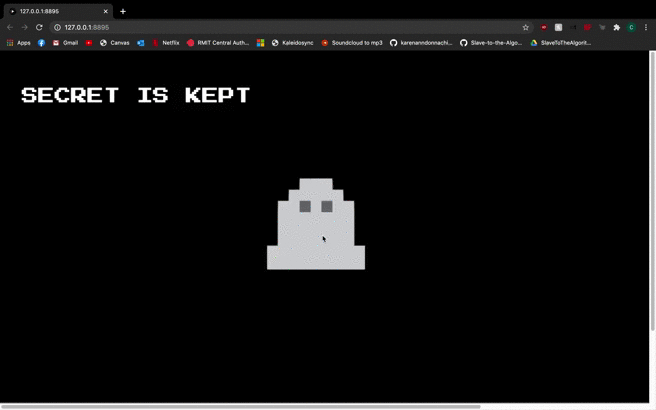 127.0.0.1:8895
127.0.0.1:8895
Apps Gmail Canvas Netflix RMIT Central Auth... Kaleidosync Soundcloud to mp3 karenanndonnachi... Slave-to-the-Algo... SlaveToTheAlgorit...
SECRET IS KEPT